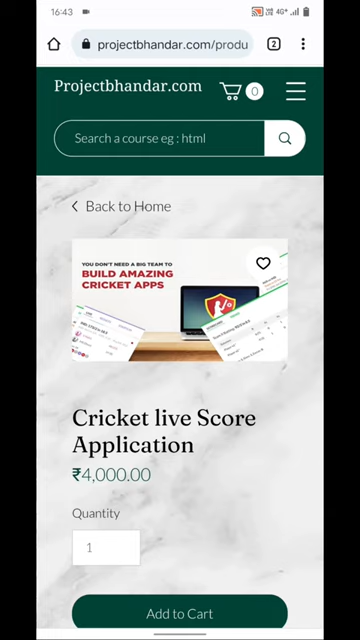 16:43
4G+
projectbhandar.com/produ
2
Projectbhandar.com
0
Search a course eg : html
Back to Home
YOU DON'T NEED A BIG TEAM TO
BUILD AMAZING
CRICKET APPS
Cricket live Score
Application
₹4,000.00
Quantity
1
Add to Cart